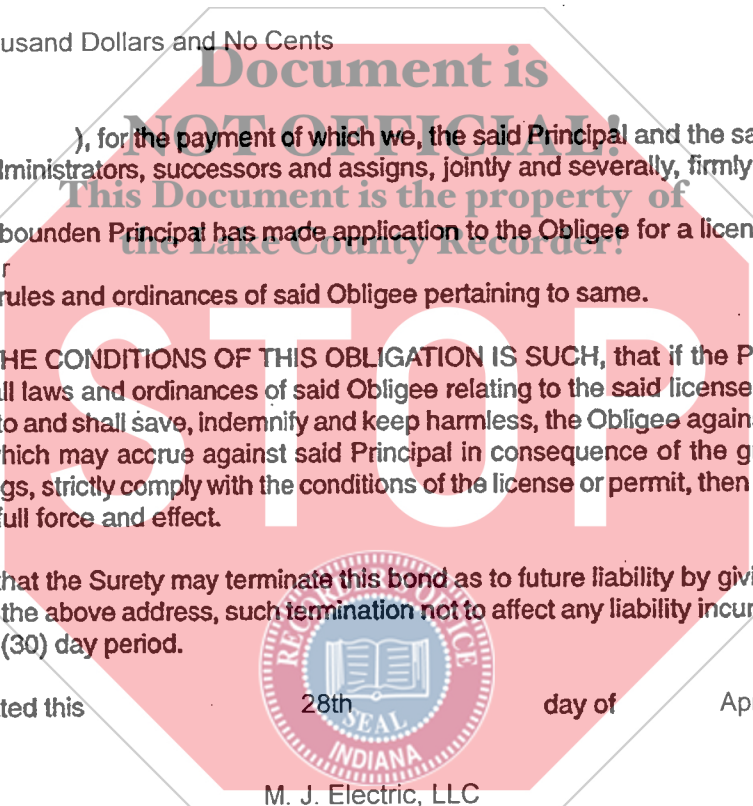 usand Dollars and No Cents
Document is
NOT OFFICIAL!
), for the payment of which we, the said Principal and the sa
dministrators, successors and assigns, jointly and severally, firmly
This Document is the property of
bounden Principal has made application to the Obligee for a licen
the Lake County Recorder!
r
rules and ordinances of said Obligee pertaining to same.
STOP
HE CONDITIONS OF THIS OBLIGATION IS SUCH, that if the P
ll laws and ordinances of said Obligee relating to the said license
to and shall save, indemnify and keep harmless, the Obligee again
hich may accrue against said Principal in consequence of the g
gs, strictly comply with the conditions of the license or permit, then
full force and effect.
hat the Surety may terminate this bond as to future liability by givi
the above address, such termination not to affect any liability incur
(30) day period.
RECORDER'S OFFICE
ted this 28th day of Ap
SEAL
INDIANA
M. J. Electric, LLC